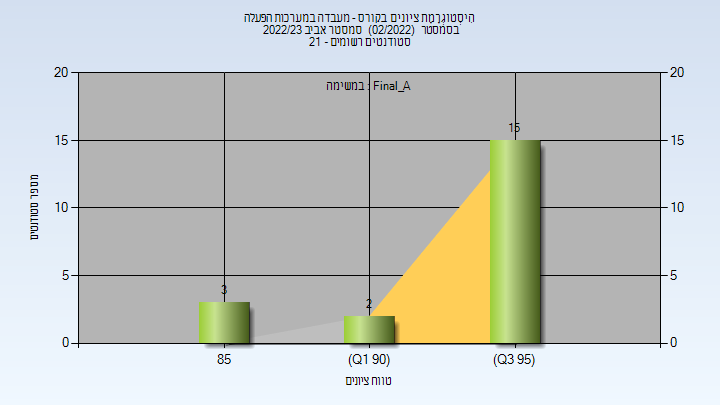 היסטוגרמת ציונים בקורס - מעבדה במערכות הפעלה
בסמסטר (02/2022) סמסטר אביב 2022/23
סטודנטים רשומים - 21
במשימה : Final_A
20 20
15 15
10 10
5 5
0 0
15
3
2
מספר סטודנטים
85 (Q1 90) (Q3 95)
טווח ציונים